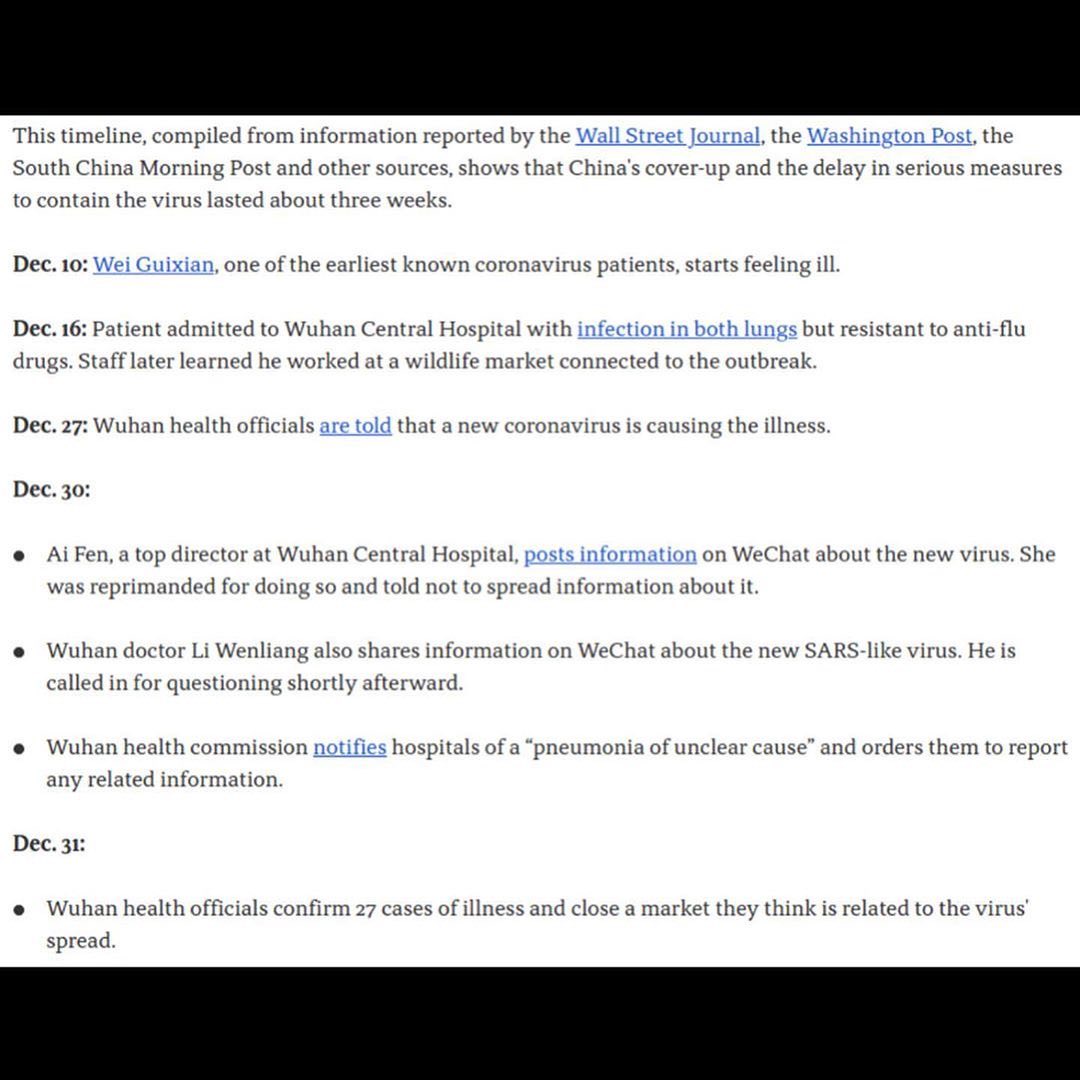 This timeline, compiled from information reported by the Wall Street Journal, the Washington Post, the
South China Morning Post and other sources, shows that China's cover-up and the delay in serious measures
to contain the virus lasted about three weeks.
Dec. 10: Wei Guixian, one of the earliest known coronavirus patients, starts feeling ill.
Dec. 16: Patient admitted to Wuhan Central Hospital with infection in both lungs but resistant to anti-flu
drugs. Staff later learned he worked at a wildlife market connected to the outbreak.
Dec. 27: Wuhan health officials are told that a new coronavirus is causing the illness.
Dec. 30:
● Ai Fen, a top director at Wuhan Central Hospital, posts information on WeChat about the new virus. She
was reprimanded for doing so and told not to spread information about it.
● Wuhan doctor Li Wenliang also shares information on WeChat about the new SARS-like virus. He is
called in for questioning shortly afterward.
● Wuhan health commission notifies hospitals of a “pneumonia of unclear cause” and orders them to report
any related information.
Dec. 31:
● Wuhan health officials confirm 27 cases of illness and close a market they think is related to the virus'
spread.